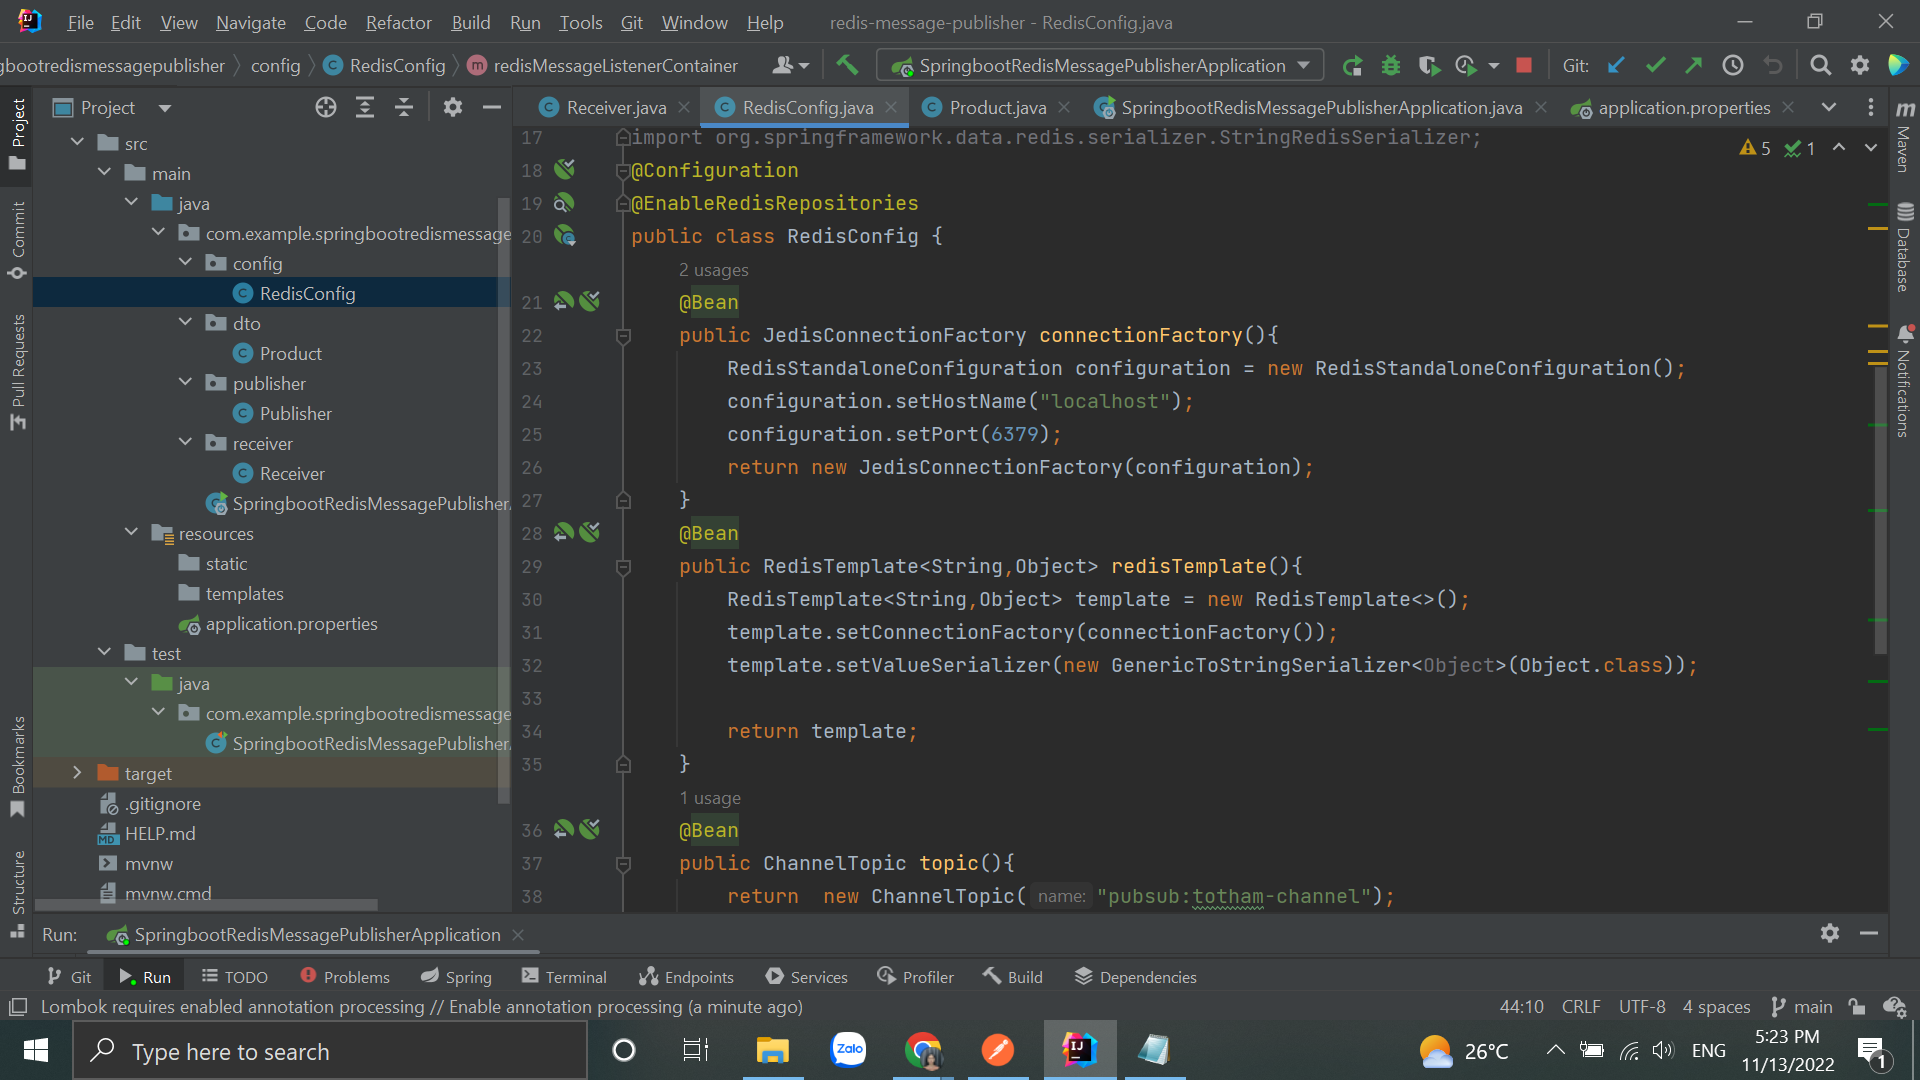 File Edit View Navigate Code Refactor Build Run Tools Git Window Help redis-message-publisher - RedisConfig.java
gbootredismessagepublisher config RedisConfig redisMessageListenerContainer SpringbootRedisMessagePublisherApplication Git:
Project
Receiver.java RedisConfig.java Product.java SpringbootRedisMessagePublisherApplication.java application.properties
Project
Commit
Pull Requests
Bookmarks
Structure
src
main
java
com.example.springbootredismessage
config
RedisConfig
dto
Product
publisher
Publisher
receiver
Receiver
SpringbootRedisMessagePublisher
resources
static
templates
application.properties
test
java
com.example.springbootredismessage
SpringbootRedisMessagePublisher
target
.gitignore
HELP.md
mvnw
mvnw.cmd
17 import org.springframework.data.redis.serializer.StringRedisSerializer;
18 @Configuration
19 @EnableRedisRepositories
20 public class RedisConfig {
2 usages
21 @Bean
22 public JedisConnectionFactory connectionFactory(){
23 RedisStandaloneConfiguration configuration = new RedisStandaloneConfiguration();
24 configuration.setHostName("localhost");
25 configuration.setPort(6379);
26 return new JedisConnectionFactory(configuration);
27 }
28 @Bean
29 public RedisTemplate<String,Object> redisTemplate(){
30 RedisTemplate<String,Object> template = new RedisTemplate<>();
31 template.setConnectionFactory(connectionFactory());
32 template.setValueSerializer(new GenericToStringSerializer<Object>(Object.class));
33
34 return template;
35 }
1 usage
36 @Bean
37 public ChannelTopic topic(){
38 return new ChannelTopic( name: "pubsub:totham-channel");
5 1
Maven
Database
Notifications
Run: SpringbootRedisMessagePublisherApplication
Git Run TODO Problems Spring Terminal Endpoints Services Profiler Build Dependencies
Lombok requires enabled annotation processing // Enable annotation processing (a minute ago) 44:10 CRLF UTF-8 4 spaces main
Type here to search
Zalo
26°C ENG
5:23 PM
11/13/2022
1